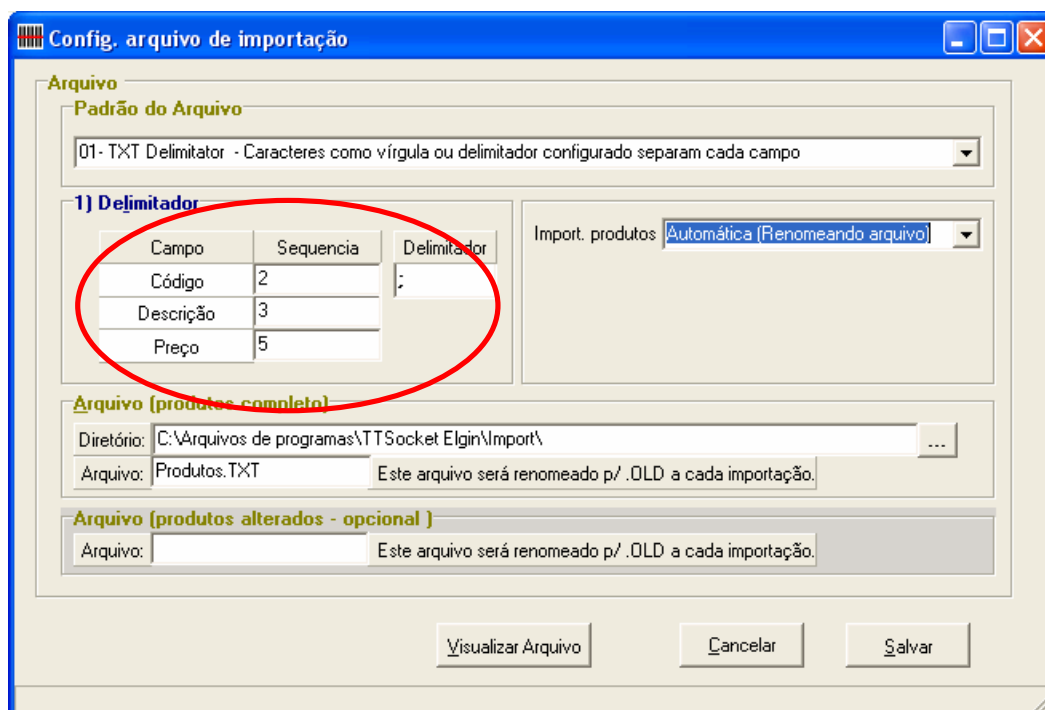 Config. arquivo de importação
Arquivo
Padrão do Arquivo
01- TXT Delimitator - Caracteres como vírgula ou delimitador configurado separam cada campo
1) Delimitador
Campo Sequencia Delimitador
Código 2 ;
Descrição 3
Preço 5
Import. produtos Automática (Renomeando arquivo)
Arquivo (produtos completo)
Diretório: C:\Arquivos de programas\TTSocket Elgin\Import\ ...
Arquivo: Produtos.TXT Este arquivo será renomeado p/ .OLD a cada importação.
Arquivo (produtos alterados - opcional )
Arquivo: Este arquivo será renomeado p/ .OLD a cada importação.
Visualizar Arquivo Cancelar Salvar